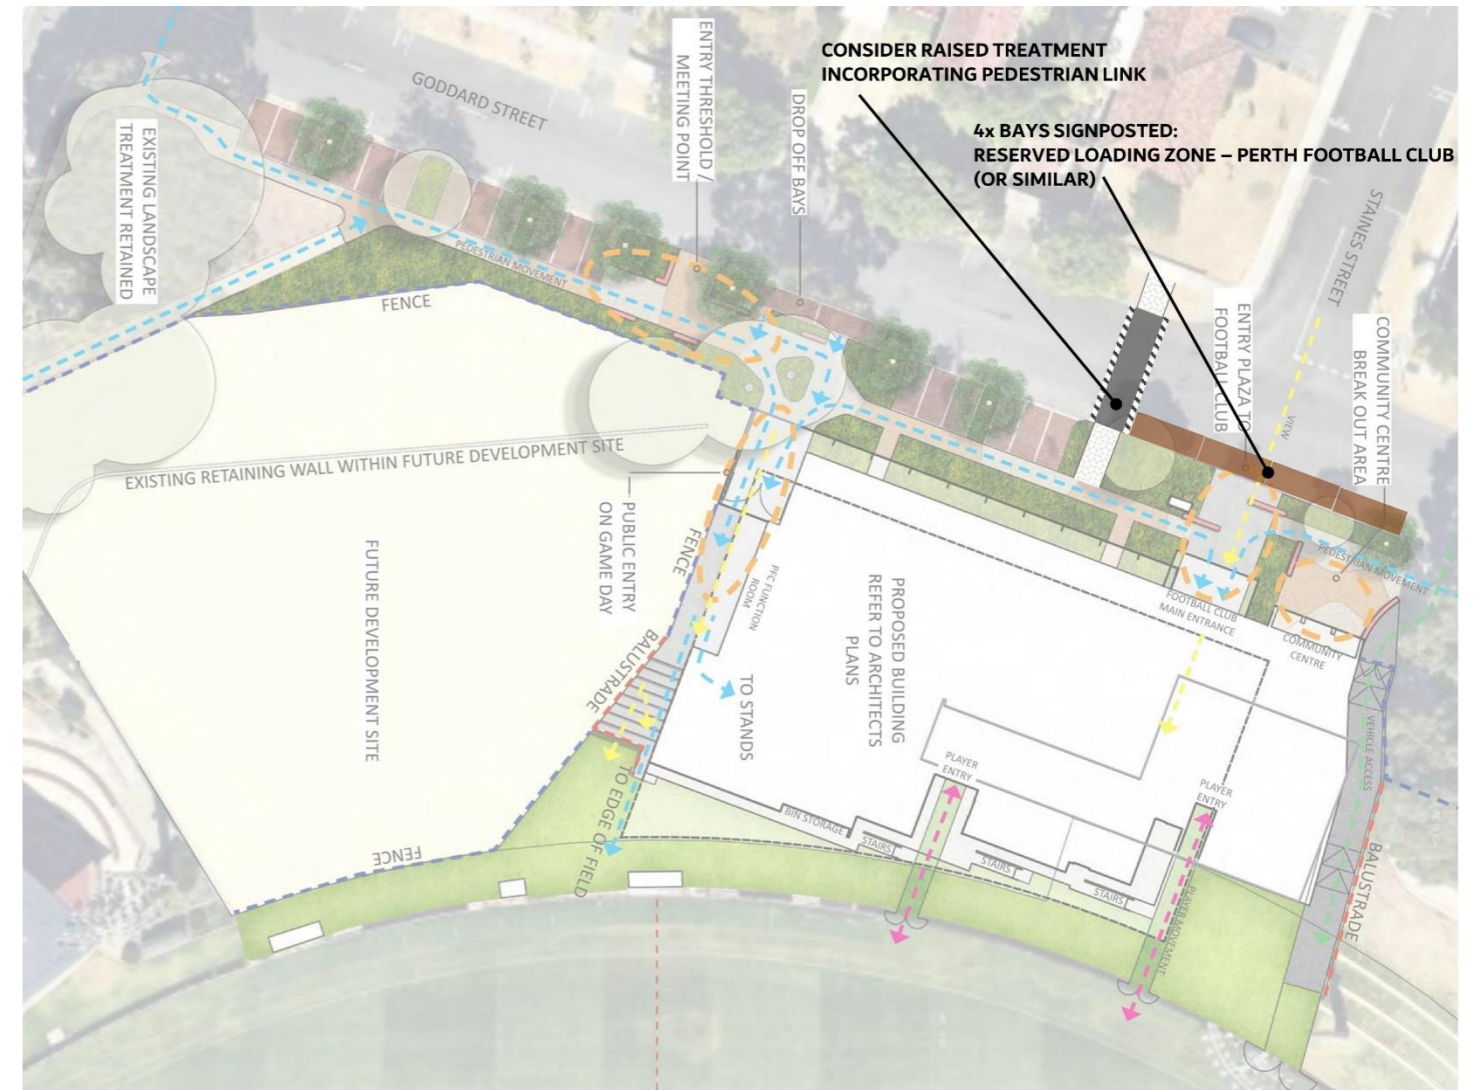 CONSIDER RAISED TREATMENT
INCORPORATING PEDESTRIAN LINK
4x BAYS SIGNPOSTED:
RESERVED LOADING ZONE – PERTH FOOTBALL CLUB
(OR SIMILAR)
GODDARD STREET
ENTRY THRESHOLD /
MEETING POINT
DROP OFF BAYS
EXISTING LANDSCAPE
TREATMENT RETAINED
STAINES STREET
PEDESTRIAN MOVEMENT
FENCE
ENTRY PLAZA TO
FOOTBALL CLUB
COMMUNITY CENTRE
BREAK OUT AREA
VIEW
EXISTING RETAINING WALL WITHIN FUTURE DEVELOPMENT SITE
PUBLIC ENTRY
ON GAME DAY
FENCE
FUTURE DEVELOPMENT SITE
PFC FUNCTION
ROOM
PROPOSED BUILDING
REFER TO ARCHITECTS
PLANS
FOOTBALL CLUB
MAIN ENTRANCE
PEDESTRIAN MOVEMENT
COMMUNITY
CENTRE
BALUSTRADE
TO STANDS
VEHICLE ACCESS
PLAYER
ENTRY
PLAYER
ENTRY
TO EDGE OF FIELD
BIN STORAGE
STAIRS
STAIRS
STAIRS
FENCE
BALUSTRADE
PLAYER MOVEMENT